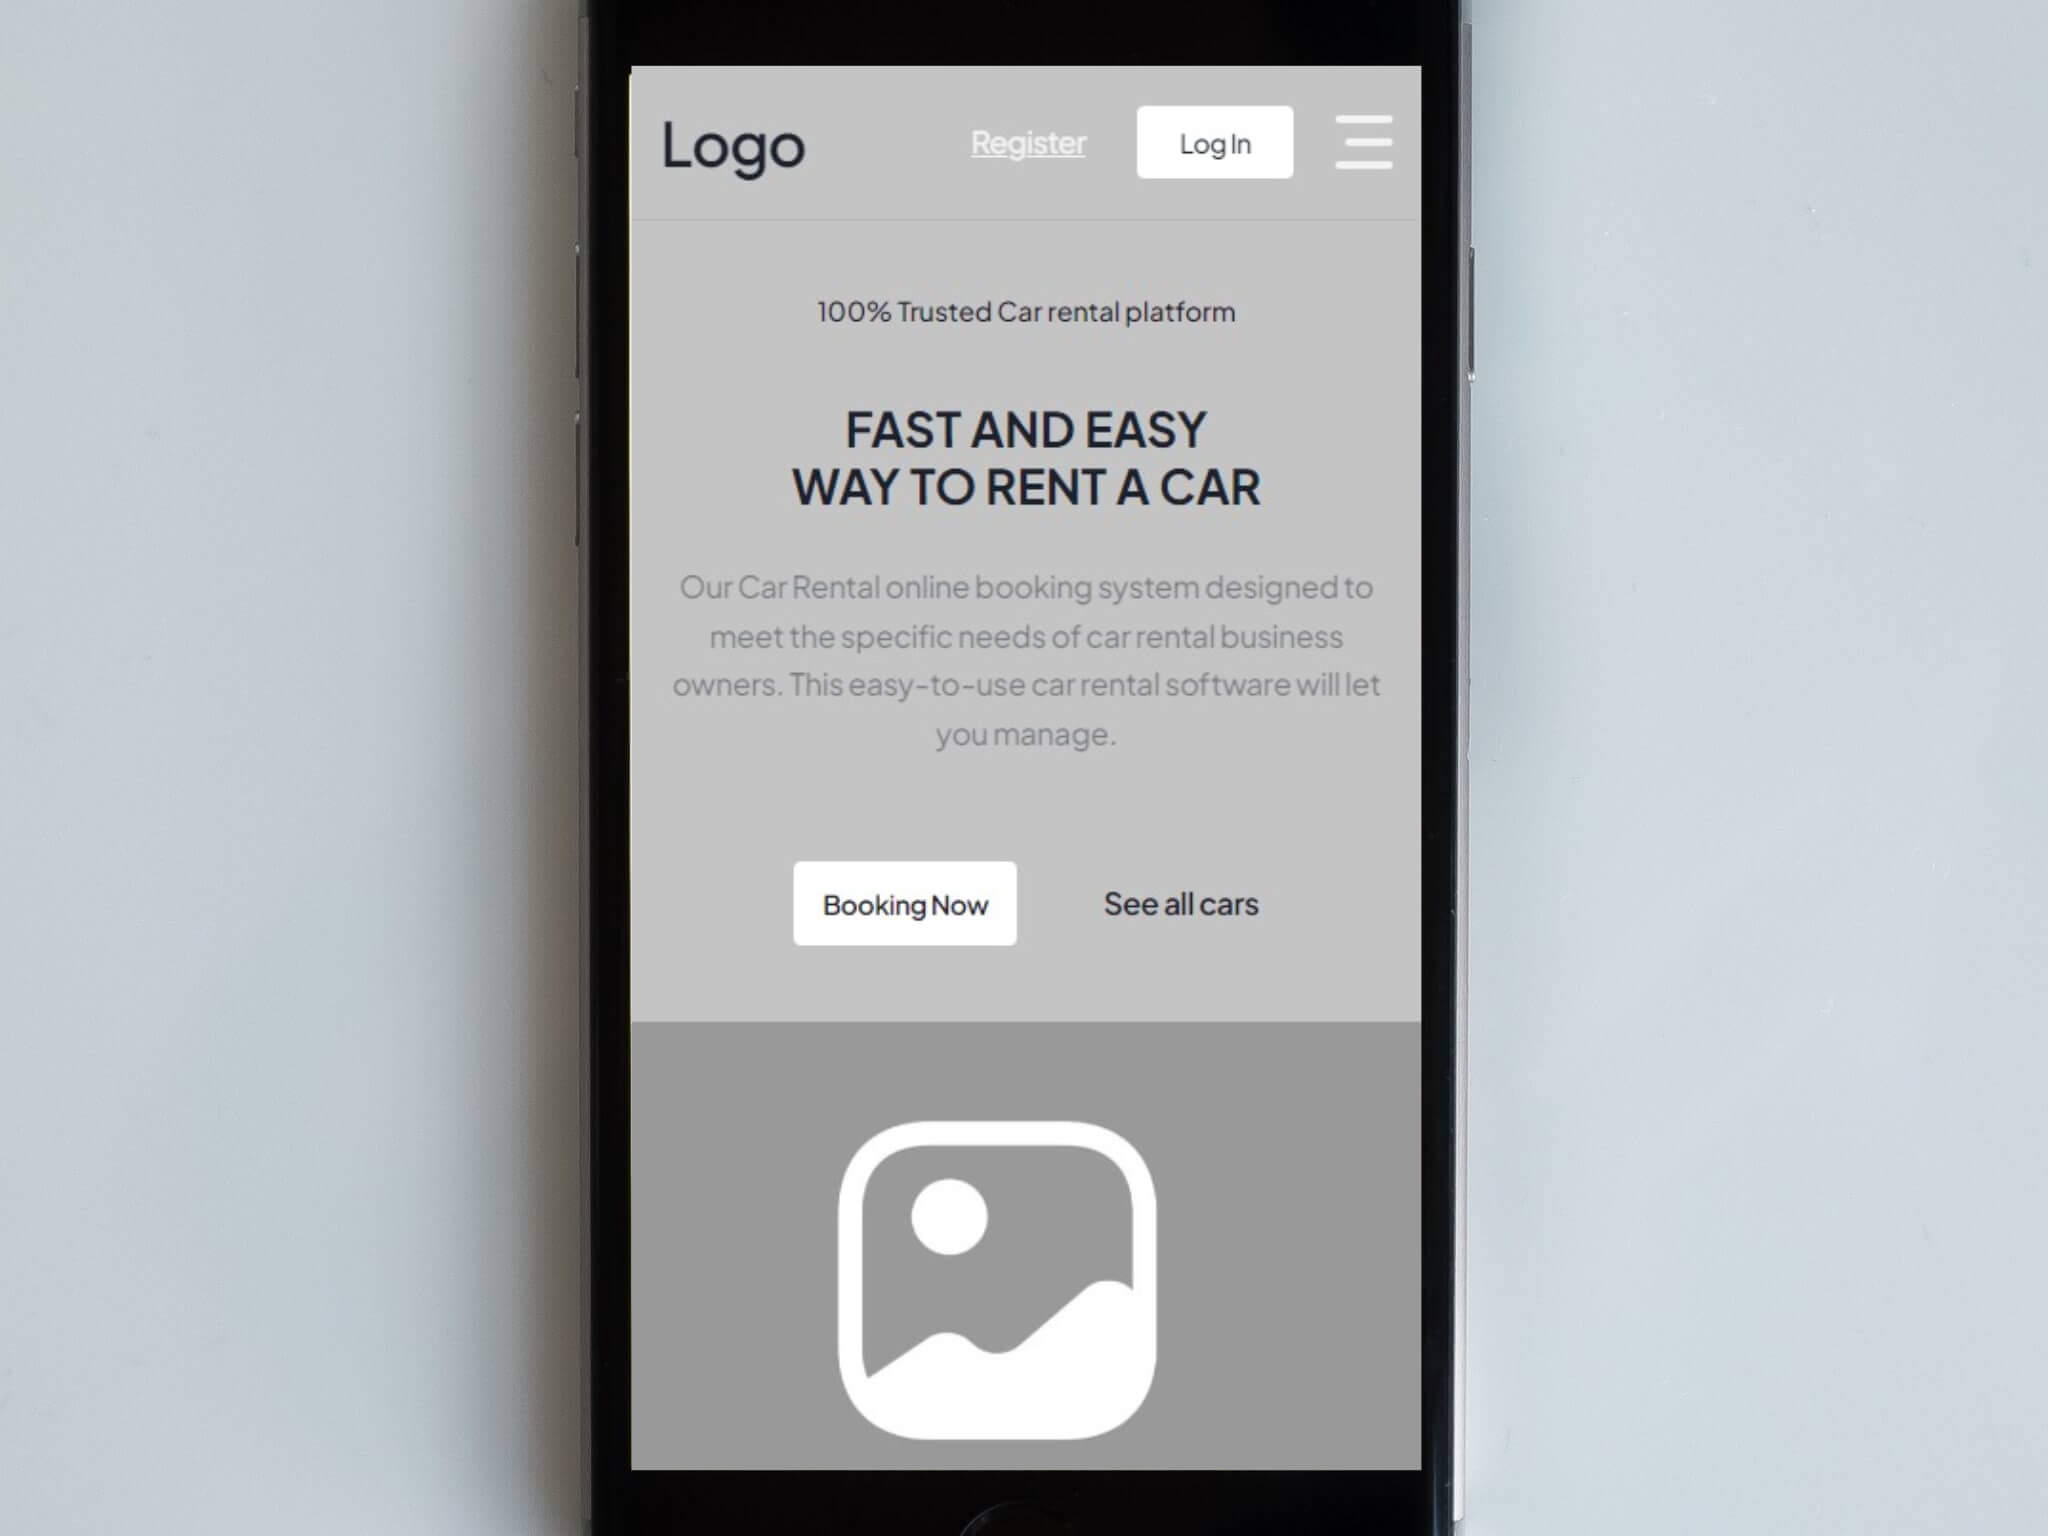 Logo
Register
Log In
100% Trusted Car rental platform
FAST AND EASY
WAY TO RENT A CAR
Our Car Rental online booking system designed to
meet the specific needs of car rental business
owners. This easy-to-use car rental software will let
you manage.
Booking Now
See all cars